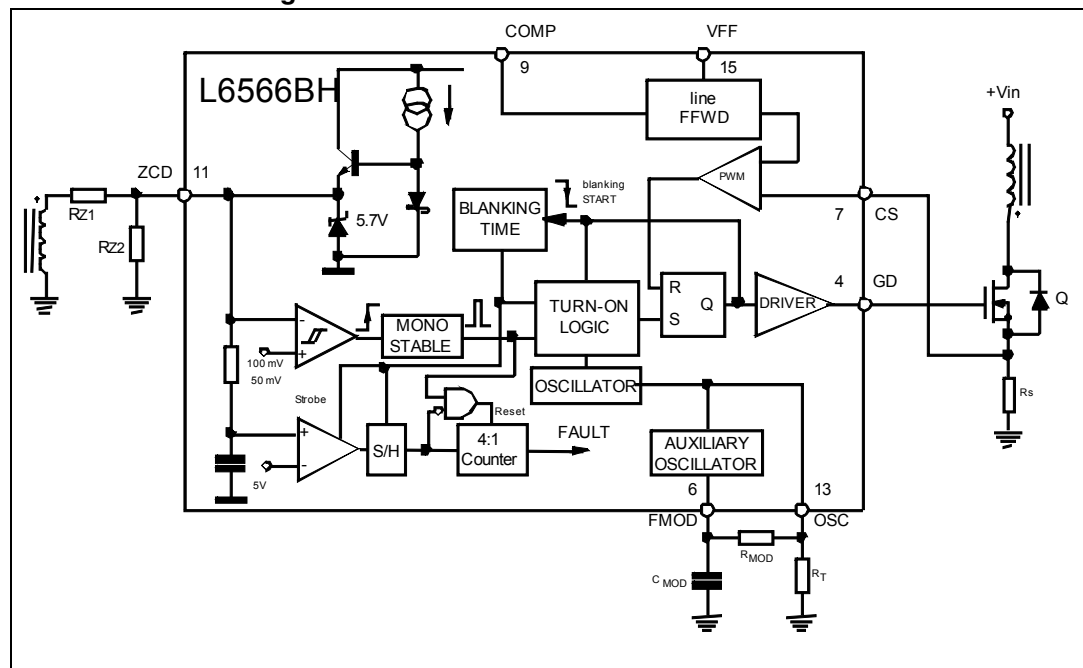 COMP
VFF
9
15
L6566BH
line
FFWD
+Vin
ZCD
11
PWM
blanking
START
RZ1
5.7V
BLANKING
TIME
7
CS
RZ2
4
GD
R
S
Q
DRIVER
Q
TURN-ON
LOGIC
-
+
MONO
STABLE
100 mV
50 mV
OSCILLATOR
Rs
Strobe
Reset
FAULT
+
-
S/H
4:1
Counter
AUXILIARY
OSCILLATOR
5V
6
13
FMOD
OSC
RMOD
C MOD
RT